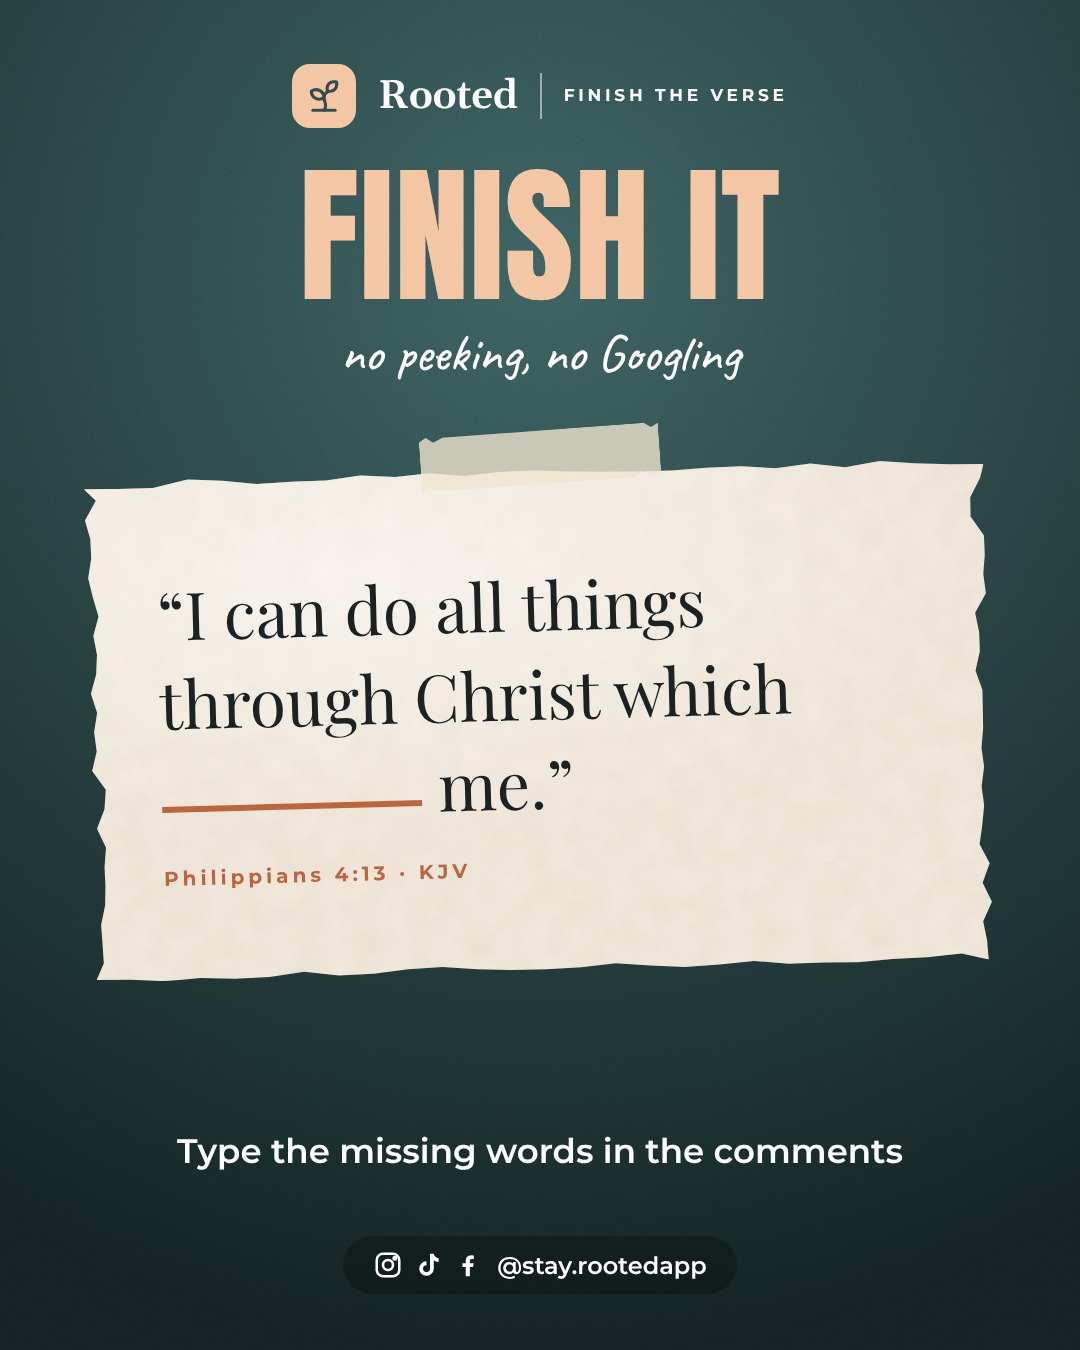 Rooted
FINISH THE VERSE
FINISH IT
no peeking, no Googling
“I can do all things
through Christ which
me.”
Philippians 4:13 · KJV
Type the missing words in the comments
@stay.rootedapp